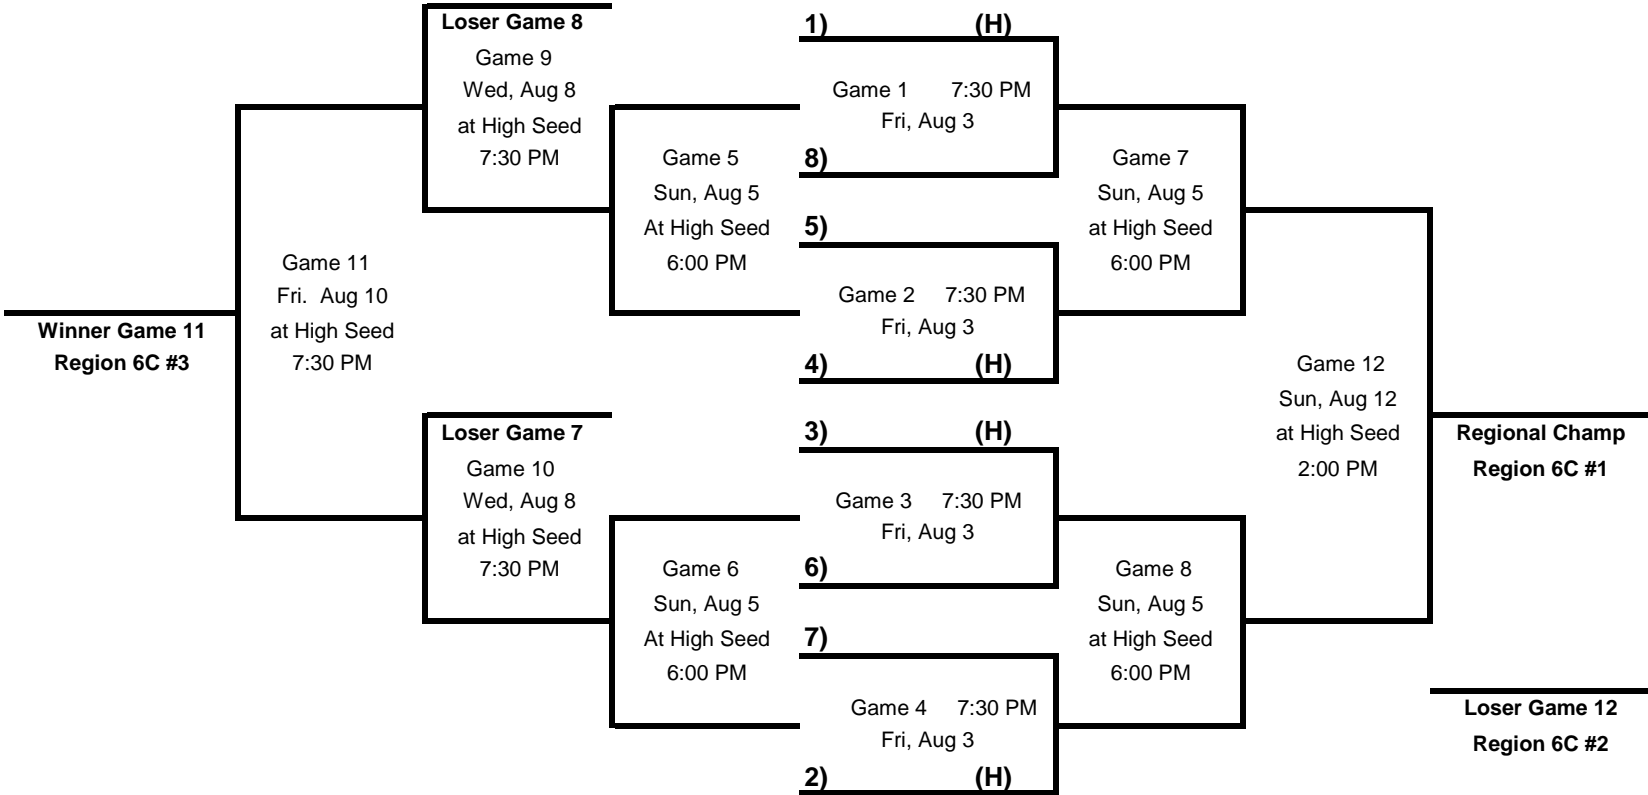 Loser Game 8
Game 9
Wed, Aug 8
at High Seed
7:30 PM
Game 11
Fri. Aug 10
at High Seed
7:30 PM
Winner Game 11
Region 6C #3
Loser Game 7
Game 10
Wed, Aug 8
at High Seed
7:30 PM
Game 5
Sun, Aug 5
At High Seed
6:00 PM
Game 6
Sun, Aug 5
At High Seed
6:00 PM
1) (H)
Game 1 7:30 PM
Fri, Aug 3
8)
5)
Game 2 7:30 PM
Fri, Aug 3
4) (H)
3) (H)
Game 3 7:30 PM
Fri, Aug 3
6)
7)
Game 4 7:30 PM
Fri, Aug 3
2) (H)
Game 7
Sun, Aug 5
at High Seed
6:00 PM
Game 8
Sun, Aug 5
at High Seed
6:00 PM
Game 12
Sun, Aug 12
at High Seed
2:00 PM
Regional Champ
Region 6C #1
Loser Game 12
Region 6C #2